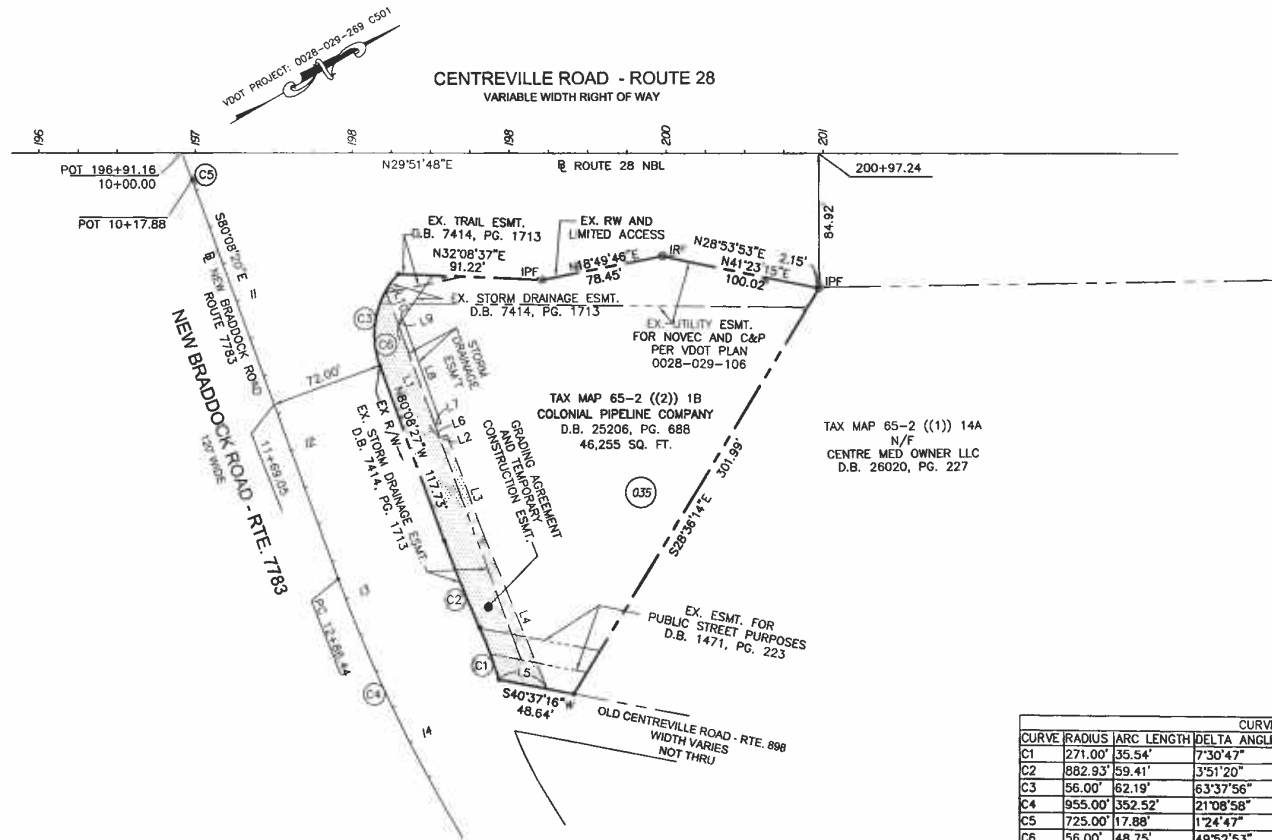 VDOT PROJECT: 0028-029-269 C501
CENTREVILLE ROAD - ROUTE 28
VARIABLE WIDTH RIGHT OF WAY
196
197
198
198
200
201
N29°51'48"E
℄ ROUTE 28 NBL
200+97.24
POT 196+91.16
10+00.00
C5
POT 10+17.88
84.92
S80°08'20"E
℄ NEW BRADDOCK ROAD
ROUTE 7783
11
NEW BRADDOCK ROAD - RTE. 7783
120' WIDE
EX. TRAIL ESMT.
D.B. 7414, PG. 1713
N32°08'37"E
91.22'
EX. RW AND
LIMITED ACCESS
IPF
N18°49'46"E
78.45'
IRF
N28°53'53"E
2.15'
N41°23'15"E
100.02
IPF
EX. STORM DRAINAGE ESMT.
D.B. 7414, PG. 1713
EX. UTILITY ESMT.
FOR NOVEC AND C&P
PER VDOT PLAN
0028-029-106
C3
C6
L9
L8
STORM
DRAINAGE
ESM'T
L1
L7
L6
L2
L3
L4
72.00'
N80°08'27"W
117.73'
EX R/W
EX. STORM DRAINAGE ESMT.
D.B. 7414, PG. 1713
GRADING AGREEMENT
AND TEMPORARY
CONSTRUCTION ESMT.
TAX MAP 65-2 ((2)) 1B
COLONIAL PIPELINE COMPANY
D.B. 25206, PG. 688
46,255 SQ. FT.
035
TAX MAP 65-2 ((1)) 14A
N/F
CENTRE MED OWNER LLC
D.B. 26020, PG. 227
S28°36'14"E 301.99'
11+69.05
12
13
PC 12+86.44
C4
14
C2
C1
L5
EX. ESMT. FOR
PUBLIC STREET PURPOSES
D.B. 1471, PG. 223
S40°37'16"W
48.64'
OLD CENTREVILLE ROAD - RTE. 898
WIDTH VARIES
NOT THRU
CURVE
CURVE RADIUS ARC LENGTH DELTA ANGLE
C1 271.00' 35.54' 7°30'47"
C2 882.93' 59.41' 3°51'20"
C3 56.00' 62.19' 63°37'56"
C4 955.00' 352.52' 21°08'58"
C5 725.00' 17.88' 1°24'47"
C6 56.00' 48.75' 49°52'53"